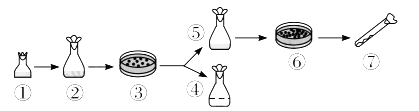 ① ② ③ ⑤ ④ ⑥ ⑦